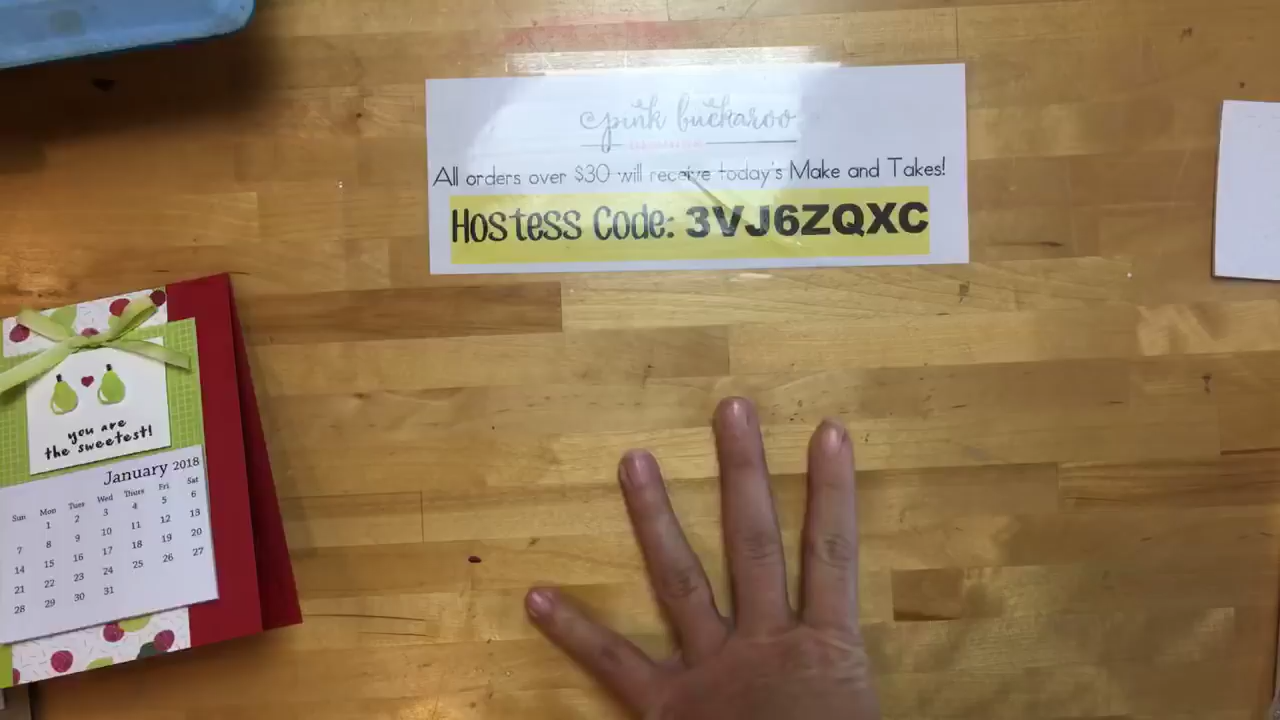 pink buckaroo
All orders over $30 will receive today's Make and Takes!
Hostess Code: 3VJ6ZQXC
you are
the sweetest!
January 2018
Sun Mon Tues Wed Thurs Fri Sat
1 2 3 4 5 6
7 8 9 10 11 12 13
14 15 16 17 18 19 20
21 22 23 24 25 26 27
28 29 30 31